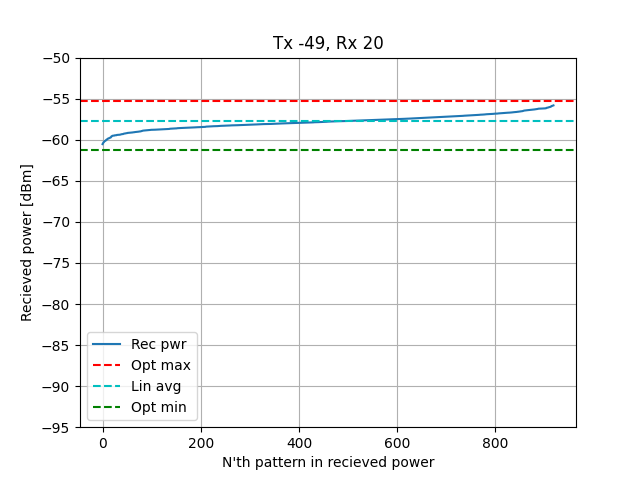 Tx -49, Rx 20
Recieved power [dBm]
−50
−55
−60
−65
−70
−75
−80
−85
−90
−95
Rec pwr
Opt max
Lin avg
Opt min
0 200 400 600 800
N'th pattern in recieved power